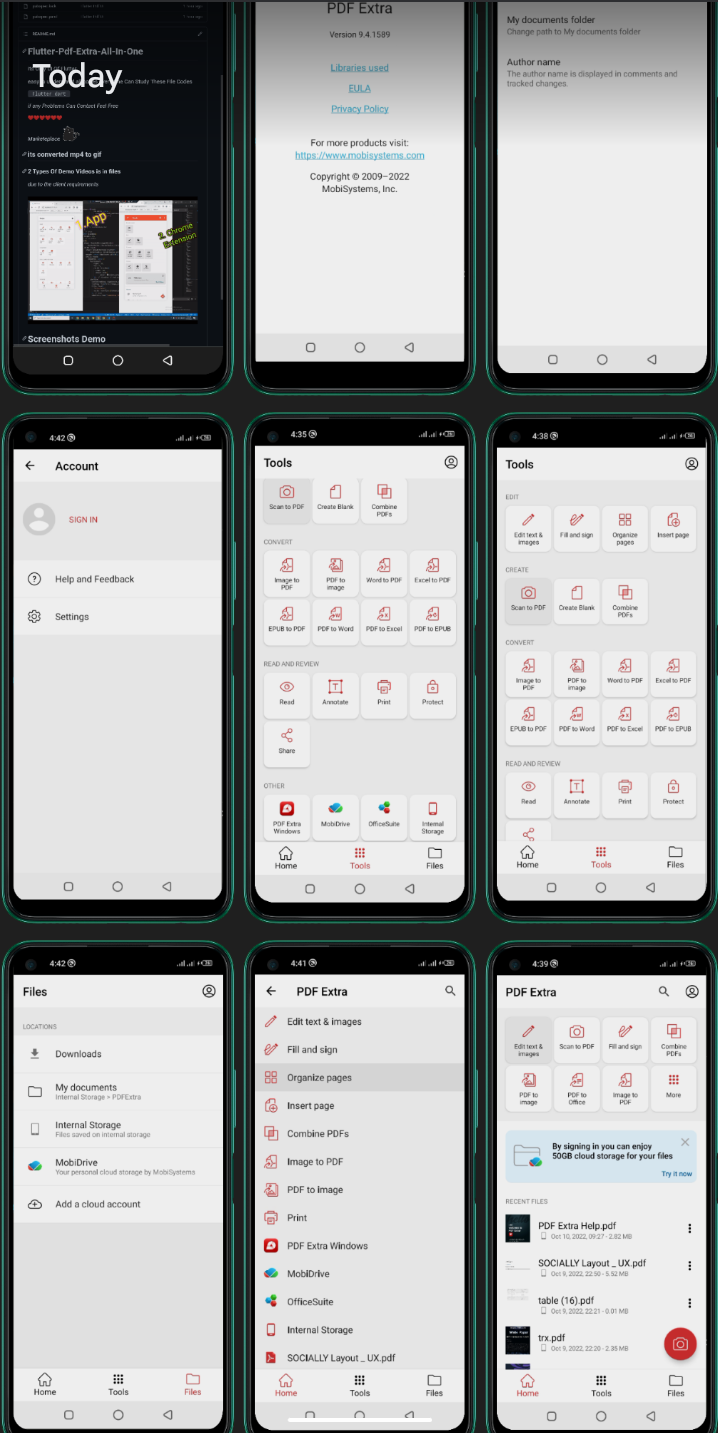 README.md
Flutter-Pdf-Extra-All-In-One
Today
Can Study These File Codes
flutter dart
if any Problems Can Contact Feel Free
Marketeplace
its converted mp4 to gif
2 Types Of Demo Videos is in files
due to the client requirements
1. App
2. Chrome
Extension
Screenshots Demo
PDF Extra
Version 9.4.1589
Libraries used
EULA
Privacy Policy
For more products visit:
https://www.mobisystems.com
Copyright © 2009–2022
MobiSystems, Inc.
My documents folder
Change path to My documents folder
Author name
The author name is displayed in comments and
tracked changes.
4:42
Account
SIGN IN
Help and Feedback
Settings
4:35
Tools
Scan to PDF Create Blank Combine
PDFs
CONVERT
Image to
PDF
PDF to
image
Word to PDF Excel to PDF
EPUB to PDF PDF to Word PDF to Excel PDF to EPUB
READ AND REVIEW
Read Annotate Print Protect
Share
OTHER
PDF Extra
Windows
MobiDrive OfficeSuite
Internal
Storage
Home Tools Files
4:38
Tools
EDIT
Edit text &
images
Fill and sign
Organize
pages
Insert page
CREATE
Scan to PDF Create Blank Combine
PDFs
CONVERT
Image to
PDF
PDF to
image
Word to PDF Excel to PDF
EPUB to PDF PDF to Word PDF to Excel PDF to EPUB
READ AND REVIEW
Read Annotate Print Protect
Home Tools Files
4:42
Files
LOCATIONS
Downloads
My documents
Internal Storage > PDFExtra
Internal Storage
Files saved on internal storage
MobiDrive
Your personal cloud storage by MobiSystems
Add a cloud account
Home Tools Files
4:41
PDF Extra
Edit text & images
Fill and sign
Organize pages
Insert page
Combine PDFs
Image to PDF
PDF to image
Print
PDF Extra Windows
MobiDrive
OfficeSuite
Internal Storage
SOCIALLY Layout _ UX.pdf
Home Tools Files
4:39
PDF Extra
Edit text &
images
Scan to PDF Fill and sign Combine
PDFs
PDF to
image
PDF to
Office
Image to
PDF
More
By signing in you can enjoy
50GB cloud storage for your files
Try it now
RECENT FILES
PDF Extra Help.pdf
Oct 10, 2022, 09:27 - 2.82 MB
SOCIALLY Layout _ UX.pdf
Oct 9, 2022, 22:50 - 5.52 MB
table (16).pdf
Oct 9, 2022, 22:21 - 0.01 MB
trx.pdf
Oct 9, 2022, 22:20 - 2.35 MB
Home Tools Files